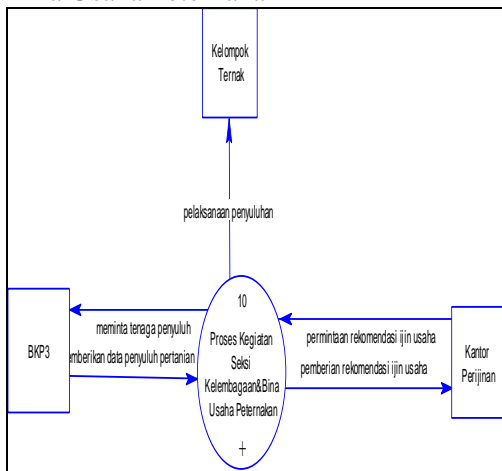 Kelompok
Ternak
pelaksanaan penyuluhan
10
Proses Kegiatan
Seksi
Kelembagaan&Bina
Usaha Peternakan
+
BKP3
meminta tenaga penyuluh
emberikan data penyuluh pertanian
permintaan rekomendasi ijin usaha
pemberian rekomendasi ijin usaha
Kantor
Perijinan